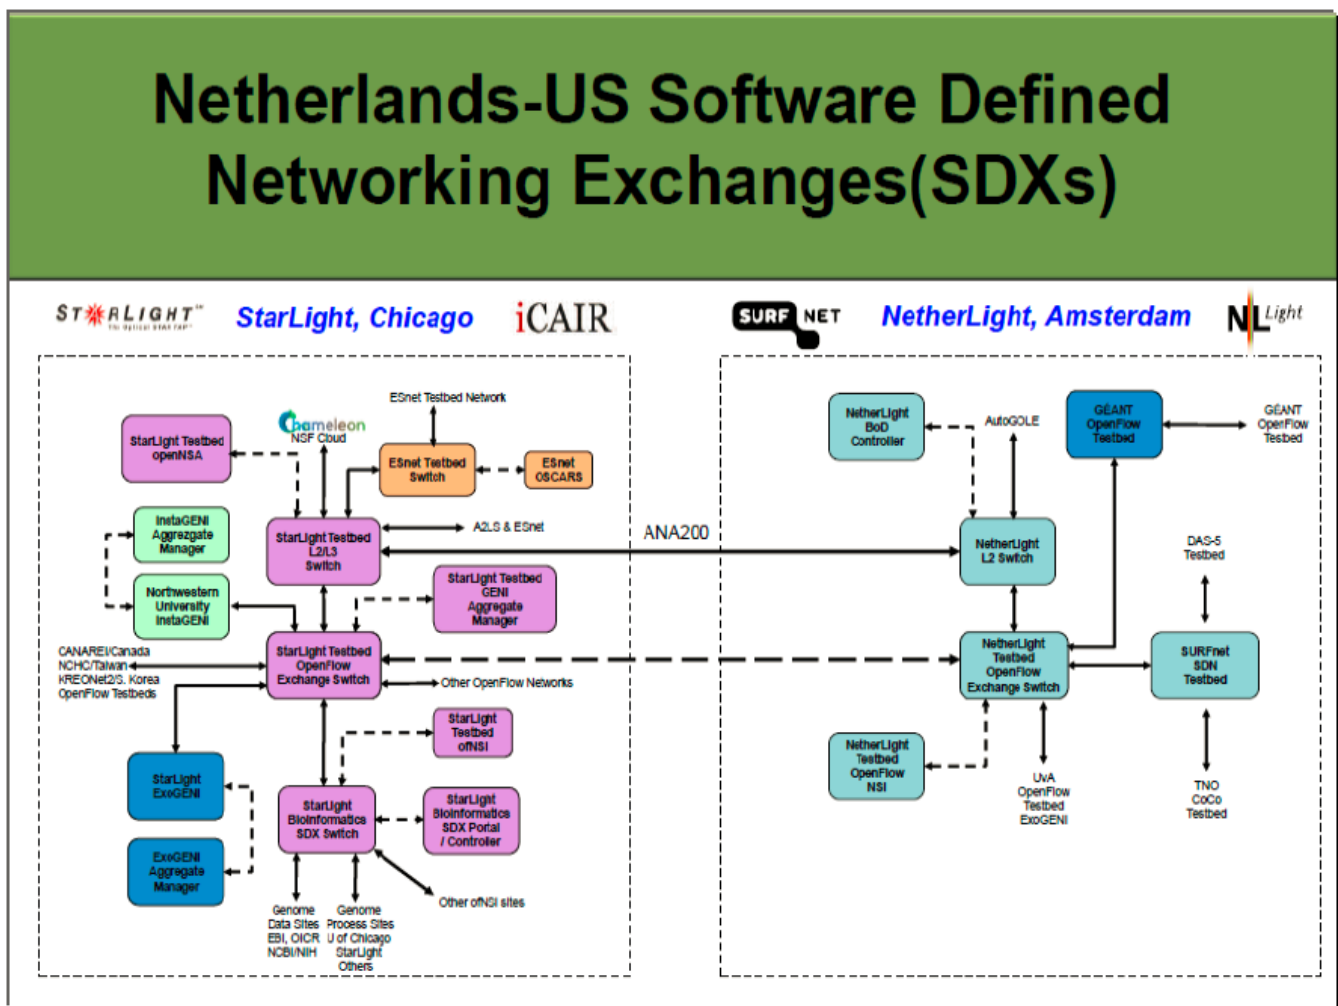 Netherlands-US Software Defined
Networking Exchanges(SDXs)
STARLIGHT™
StarLight, Chicago
iCAIR
SURF NET
NetherLight, Amsterdam
NL Light
Chameleon
NSF Cloud
ESnet Testbed Network
StarLight Testbed
openNSA
ESnet Testbed
Switch
ESnet
OSCARS
InstaGENI
Aggrezgate
Manager
StarLight Testbed
L2/L3
Switch
A2LS & ESnet
ANA200
Northwestern
University
InstaGENI
StarLight Testbed
GENI
Aggregate
Manager
CANAREI/Canada
NCHC/Taiwan
KREONet2/S. Korea
OpenFlow Testbeds
StarLight Testbed
OpenFlow
Exchange Switch
Other OpenFlow Networks
StarLight
Testbed
ofNSI
StarLight
ExoGENI
StarLight
Bioinformatics
SDX Switch
StarLight
Bioinformatics
SDX Portal
/ Controller
ExoGENI
Aggregate
Manager
Other ofNSI sites
Genome
Data Sites
EBI, OICR
NCBI/NIH
Genome
Process Sites
U of Chicago
StarLight
Others
NetherLight
BoD
Controller
AutoGOLE
GÉANT
OpenFlow
Testbed
GÉANT
OpenFlow
Testbed
NetherLight
L2 Switch
DAS-5
Testbed
NetherLight
Testbed
OpenFlow
Exchange Switch
SURFnet
SDN
Testbed
NetherLight
Testbed
OpenFlow
NSI
UvA
OpenFlow
Testbed
ExoGENI
TNO
CoCo
Testbed